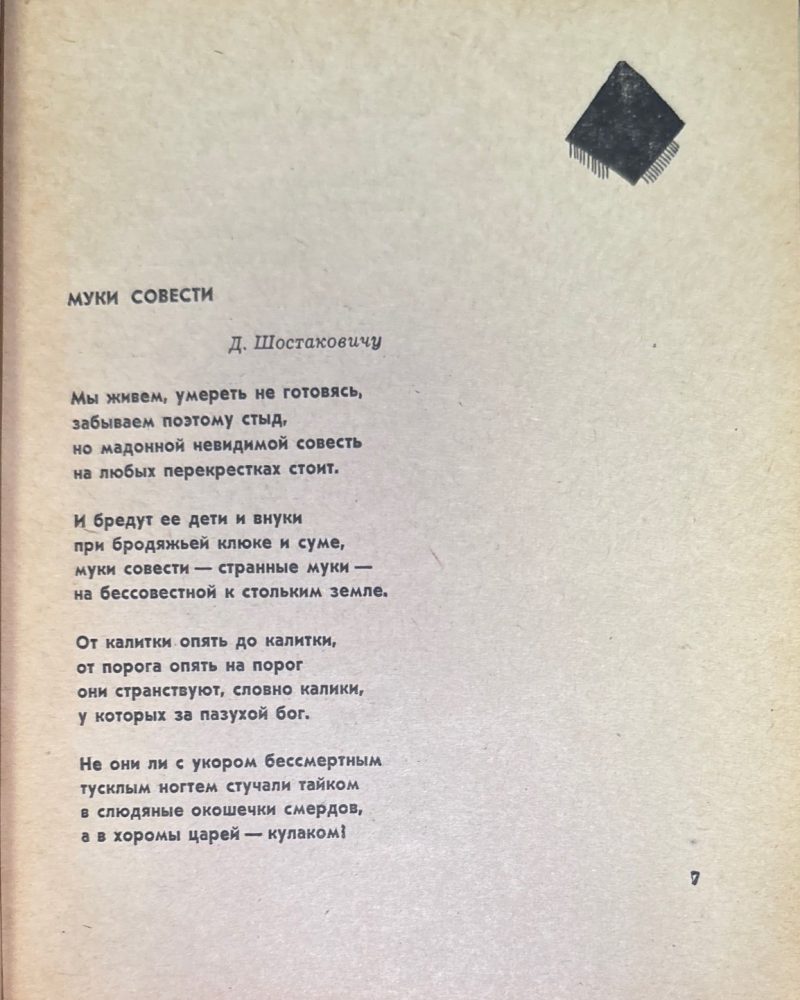 МУКИ СОВЕСТИ
Д. Шостаковичу
Мы живем, умереть не готовясь,
забываем поэтому стыд,
но мадонной невидимой совесть
на любых перекрестках стоит.
И бредут ее дети и внуки
при бродяжьей клюке и суме,
муки совести — странные муки —
на бессовестной к стольким земле.
От калитки опять до калитки,
от порога опять на порог
они странствуют, словно калики,
у которых за пазухой бог.
Не они ли с укором бессмертным
тусклым ногтем стучали тайком
в слюдяные окошечки смердов,
а в хоромы царей — кулаком!
7